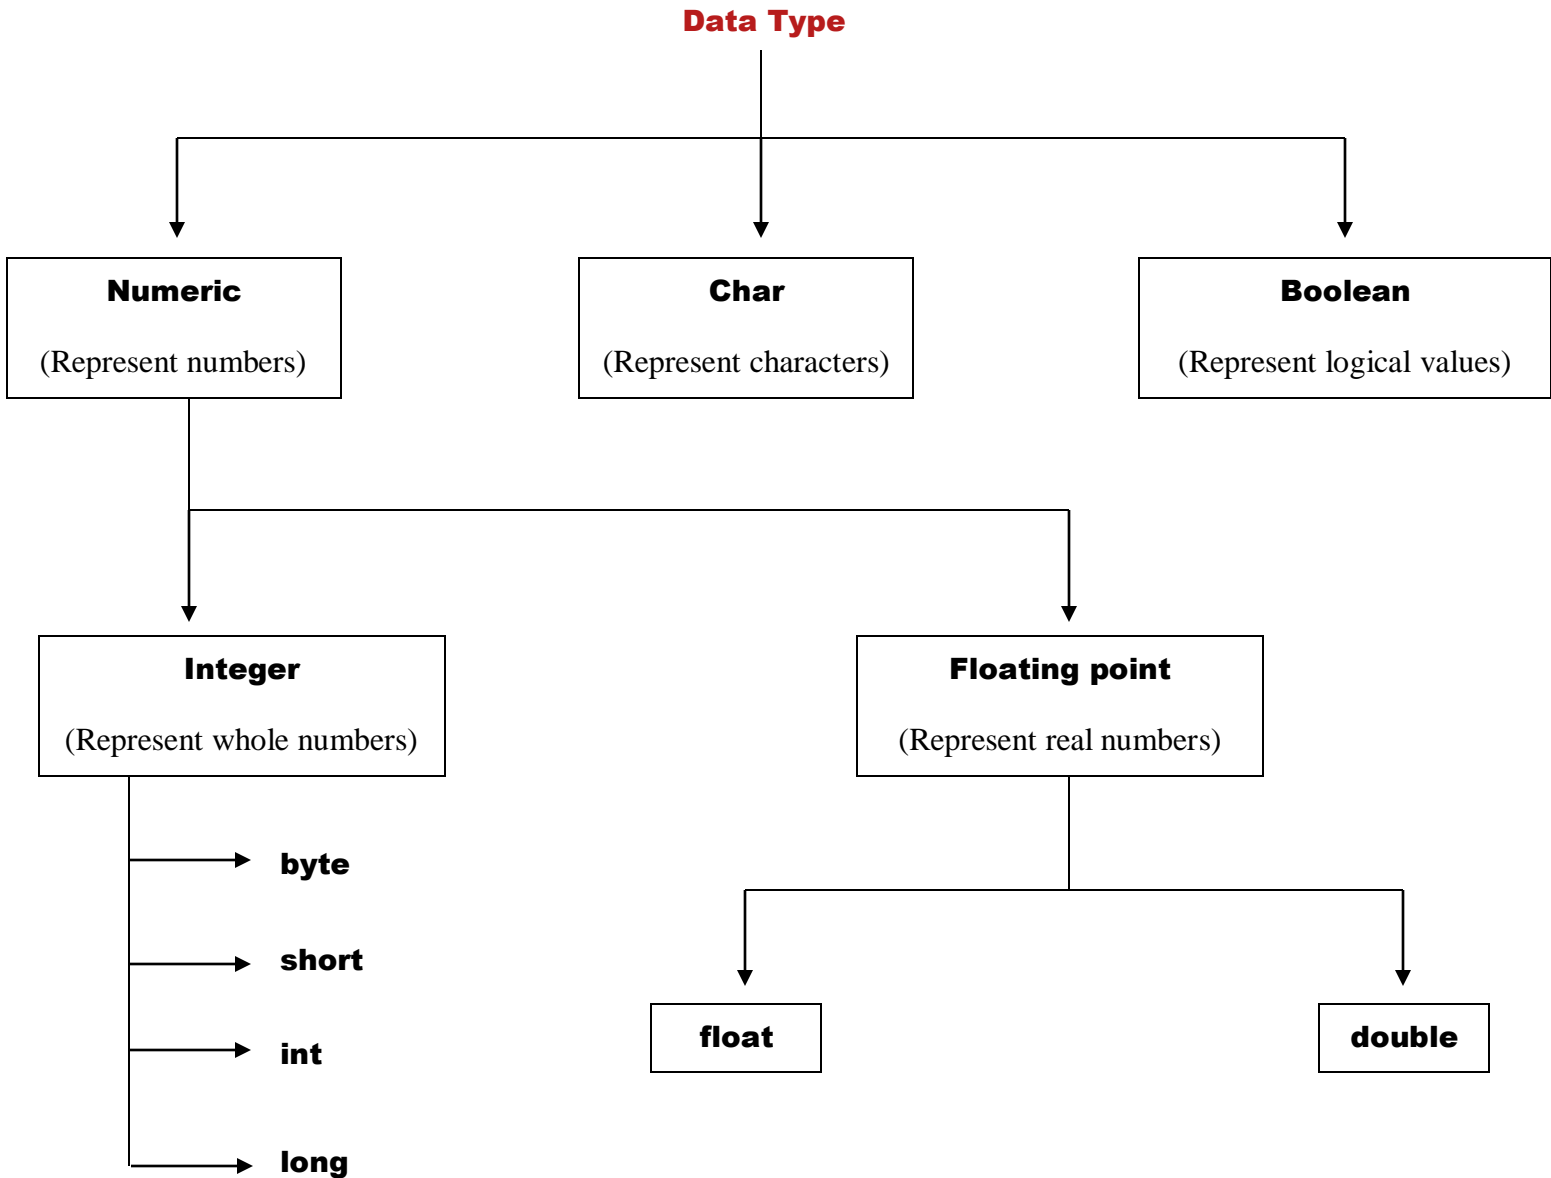 Data Type
Numeric
(Represent numbers)
Char
(Represent characters)
Boolean
(Represent logical values)
Integer
(Represent whole numbers)
Floating point
(Represent real numbers)
byte
short
int
long
float
double